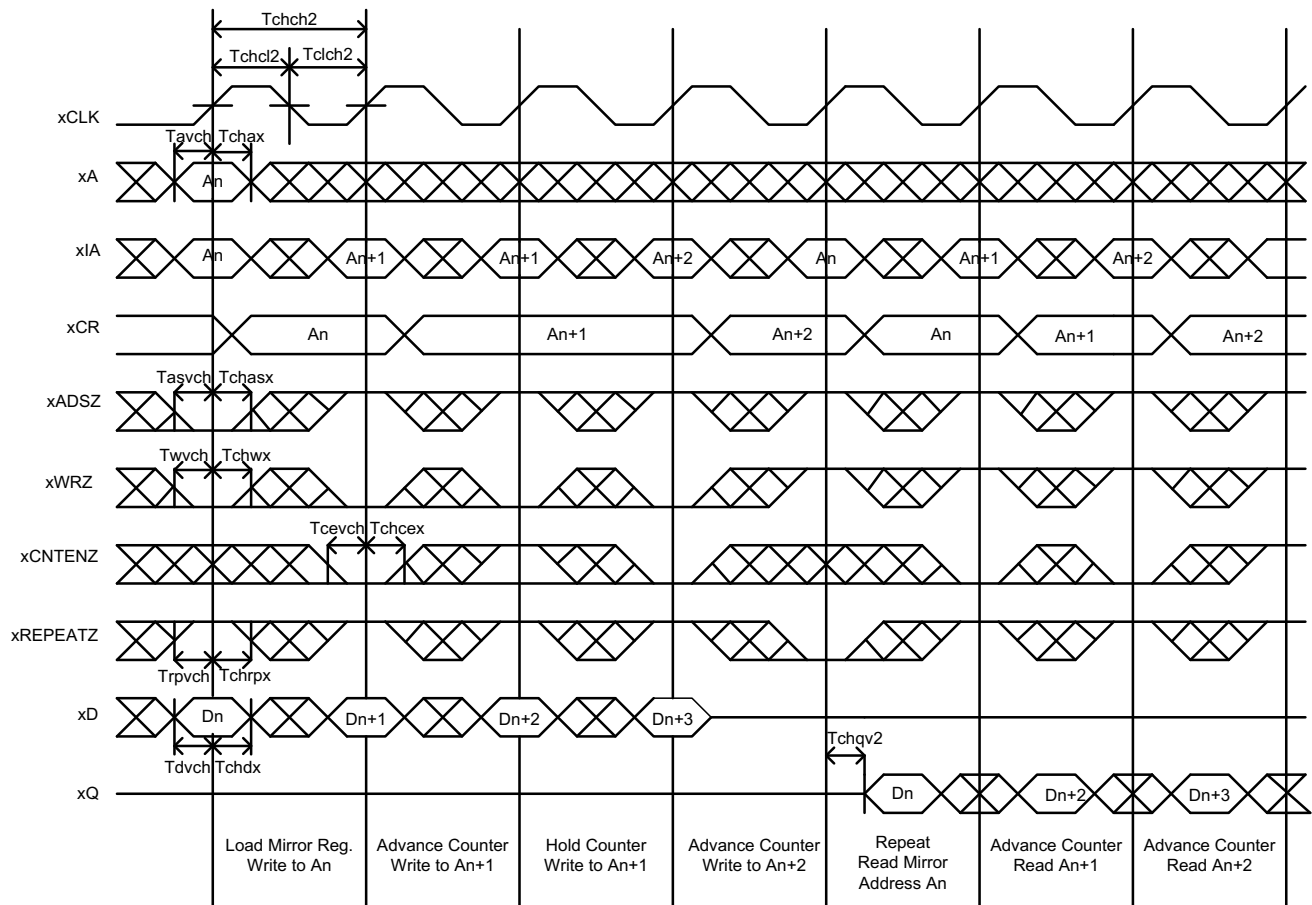 Tchch2
Tchcl2 Tclch2
xCLK
Tavch Tchax
xA An
xIA An An+1 An+1 An+2 An An+1 An+2
xCR An An+1 An+2 An An+1 An+2
Tasvch Tchasx
xADSZ
Twvch Tchwx
xWRZ
Tcevch Tchcex
xCNTENZ
xREPEATZ
Trpvch Tchrpx
xD Dn Dn+1 Dn+2 Dn+3
Tdvch Tchdx
Tchqv2
xQ Dn Dn+2 Dn+3
Load Mirror Reg.
Write to An
Advance Counter
Write to An+1
Hold Counter
Write to An+1
Advance Counter
Write to An+2
Repeat
Read Mirror
Address An
Advance Counter
Read An+1
Advance Counter
Read An+2